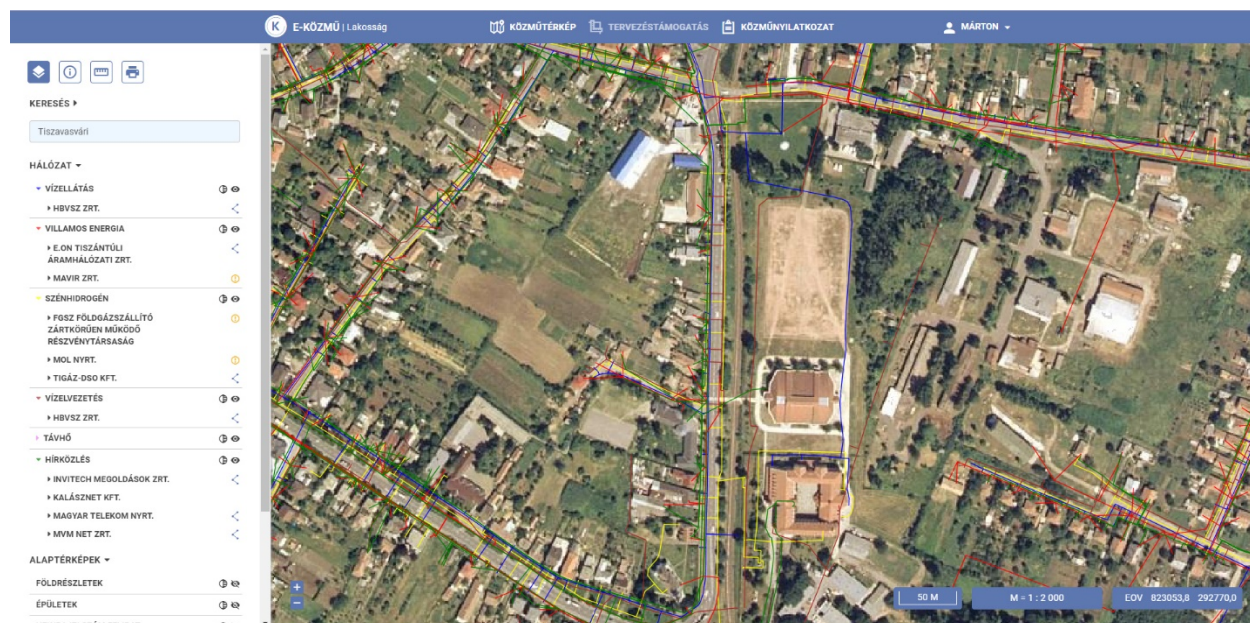 K E-KÖZMŰ | Lakosság KÖZMŰTÉRKÉP TERVEZÉSTÁMOGATÁS KÖZMŰNYILATKOZAT MÁRTON
KERESÉS
Tiszavasvári
HÁLÓZAT
VÍZELLÁTÁS
HBVSZ ZRT.
VILLAMOS ENERGIA
E.ON TISZÁNTÚLI
ÁRAMHÁLÓZATI ZRT.
MAVIR ZRT.
SZÉNHIDROGÉN
FGSZ FÖLDGÁZSZÁLLÍTÓ
ZÁRTKÖRŰEN MŰKÖDŐ
RÉSZVÉNYTÁRSASÁG
MOL NYRT.
TIGÁZ-DSO KFT.
VÍZELVEZETÉS
HBVSZ ZRT.
TÁVHŐ
HÍRKÖZLÉS
INVITECH MEGOLDÁSOK ZRT.
KALÁSZNET KFT.
MAGYAR TELEKOM NYRT.
MVM NET ZRT.
ALAPTÉRKÉPEK
FÖLDRÉSZLETEK
ÉPÜLETEK
+
−
50 M M = 1 : 2 000 EOV 823053,8 292770,0